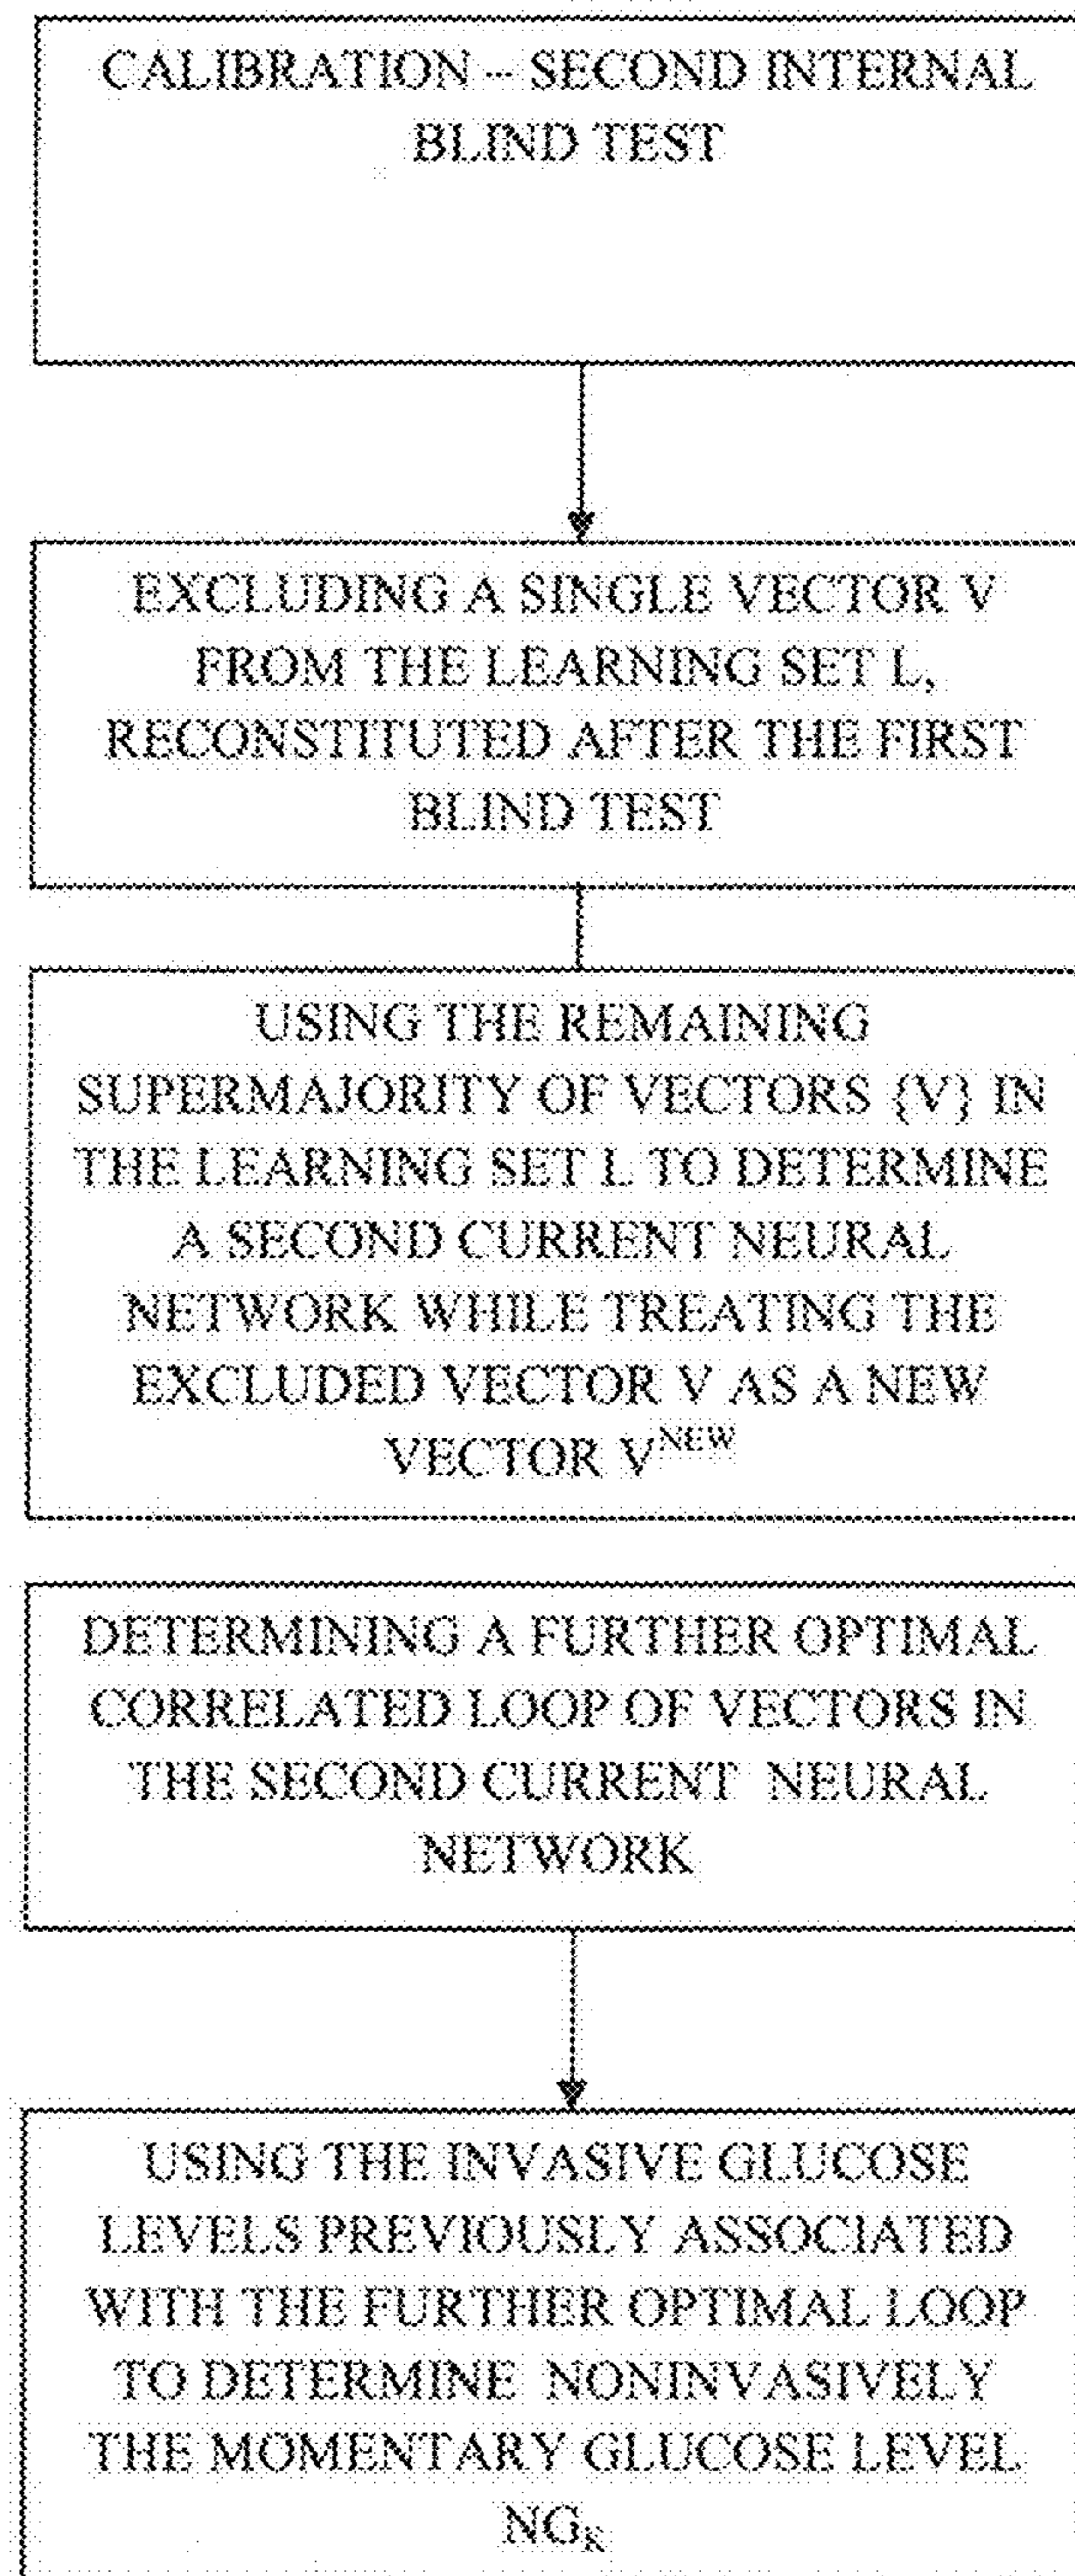 CALIBRATION -- SECOND INTERNAL
BLIND TEST
EXCLUDING A SINGLE VECTOR V
FROM THE LEARNING SET L,
RECONSTITUTED AFTER THE FIRST
BLIND TEST
USING THE REMAINING
SUPERMAJORITY OF VECTORS {V} IN
THE LEARNING SET L TO DETERMINE
A SECOND CURRENT NEURAL
NETWORK WHILE TREATING THE
EXCLUDED VECTOR V AS A NEW
VECTOR V^NEW
DETERMINING A FURTHER OPTIMAL
CORRELATED LOOP OF VECTORS IN
THE SECOND CURRENT NEURAL
NETWORK
USING THE INVASIVE GLUCOSE
LEVELS PREVIOUSLY ASSOCIATED
WITH THE FURTHER OPTIMAL LOOP
TO DETERMINE NONINVASIVELY
THE MOMENTARY GLUCOSE LEVEL
NG_K